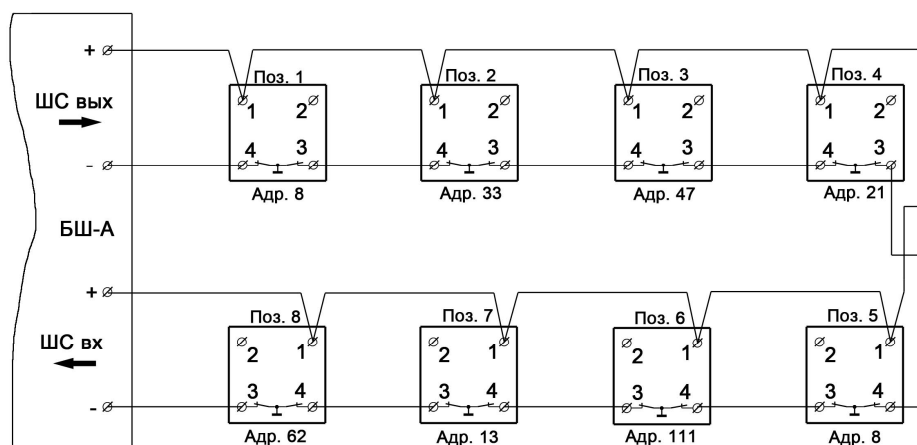 +
Поз. 1 Поз. 2 Поз. 3 Поз. 4
ШС вых
1 2 1 2 1 2 1 2
4 3 4 3 4 3 4 3
-
Адр. 8 Адр. 33 Адр. 47 Адр. 21
БШ-А
+
Поз. 8 Поз. 7 Поз. 6 Поз. 5
ШС вх
2 1 2 1 2 1 2 1
3 4 3 4 3 4 3 4
-
Адр. 62 Адр. 13 Адр. 111 Адр. 8